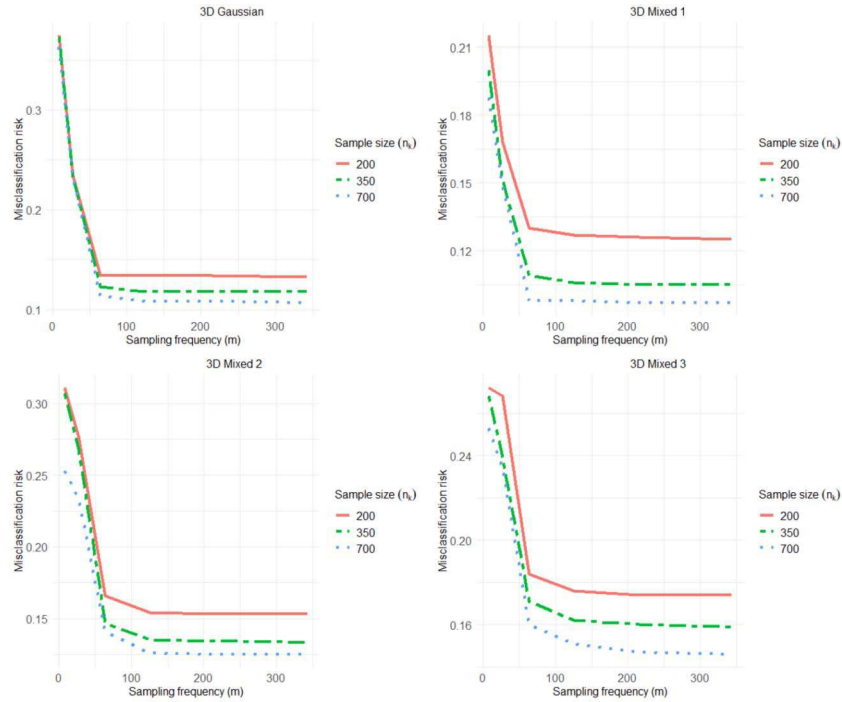 3D Gaussian
Misclassification risk
0.3
0.2
0.1
0
100
200
300
Sampling frequency (m)
Sample size (nk)
200
350
700
3D Mixed 1
Misclassification risk
0.21
0.18
0.15
0.12
0
100
200
300
Sampling frequency (m)
Sample size (nk)
200
350
700
3D Mixed 2
Misclassification risk
0.30
0.25
0.20
0.15
0
100
200
300
Sampling frequency (m)
Sample size (nk)
200
350
700
3D Mixed 3
Misclassification risk
0.24
0.20
0.16
0
100
200
300
Sampling frequency (m)
Sample size (nk)
200
350
700